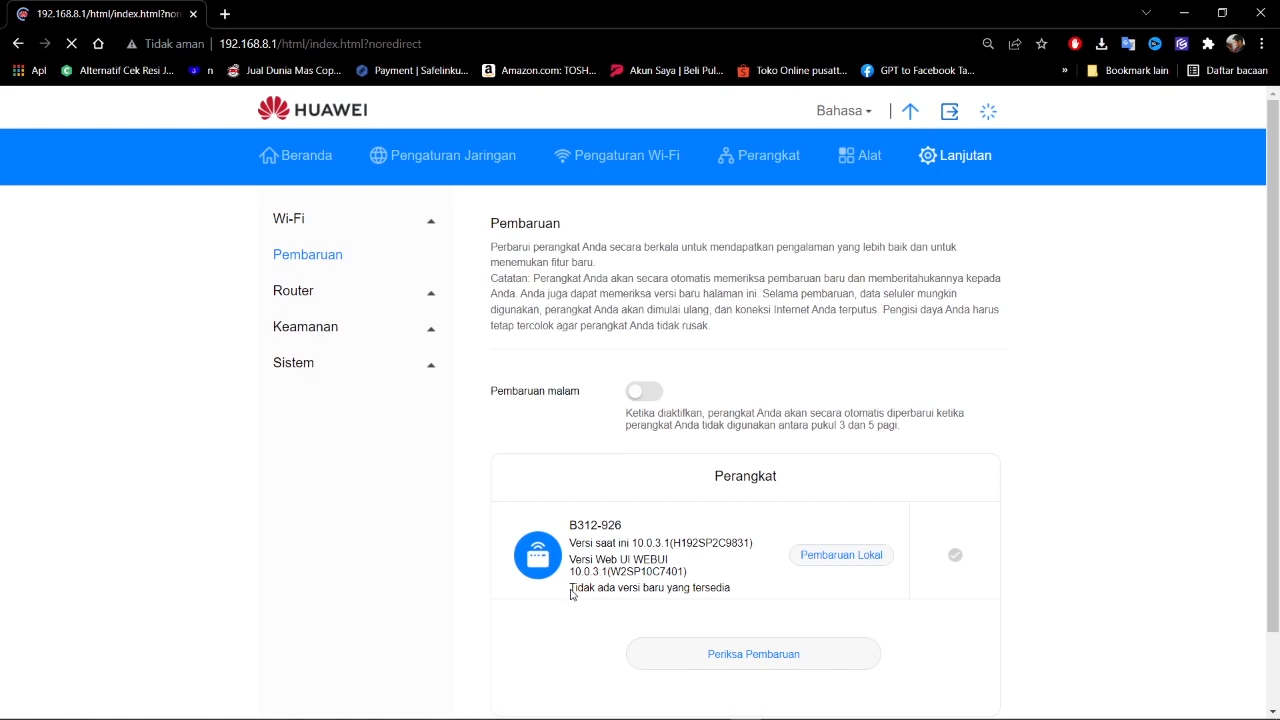 192.168.8.1/html/index.html?nore
Tidak aman
192.168.8.1/html/index.html?noredirect
Apl
Alternatif Cek Resi J...
n
Jual Dunia Mas Cop...
Payment | Safelinku...
Amazon.com: TOSH...
Akun Saya | Beli Pul...
Toko Online pusatt...
GPT to Facebook Ta...
»
Bookmark lain
Daftar bacaan
HUAWEI
Bahasa
Beranda
Pengaturan Jaringan
Pengaturan Wi-Fi
Perangkat
Alat
Lanjutan
Wi-Fi
Pembaruan
Router
Keamanan
Sistem
Pembaruan
Perbarui perangkat Anda secara berkala untuk mendapatkan pengalaman yang lebih baik dan untuk
menemukan fitur baru.
Catatan: Perangkat Anda akan secara otomatis memeriksa pembaruan baru dan memberitahukannya kepada
Anda. Anda juga dapat memeriksa versi baru halaman ini. Selama pembaruan, data seluler mungkin
digunakan, perangkat Anda akan dimulai ulang, dan koneksi Internet Anda terputus. Pengisi daya Anda harus
tetap tercolok agar perangkat Anda tidak rusak.
Pembaruan malam
Ketika diaktifkan, perangkat Anda akan secara otomatis diperbarui ketika
perangkat Anda tidak digunakan antara pukul 3 dan 5 pagi.
Perangkat
B312-926
Versi saat ini 10.0.3.1(H192SP2C9831)
Versi Web UI WEBUI
10.0.3.1(W2SP10C7401)
Tidak ada versi baru yang tersedia
Pembaruan Lokal
Periksa Pembaruan